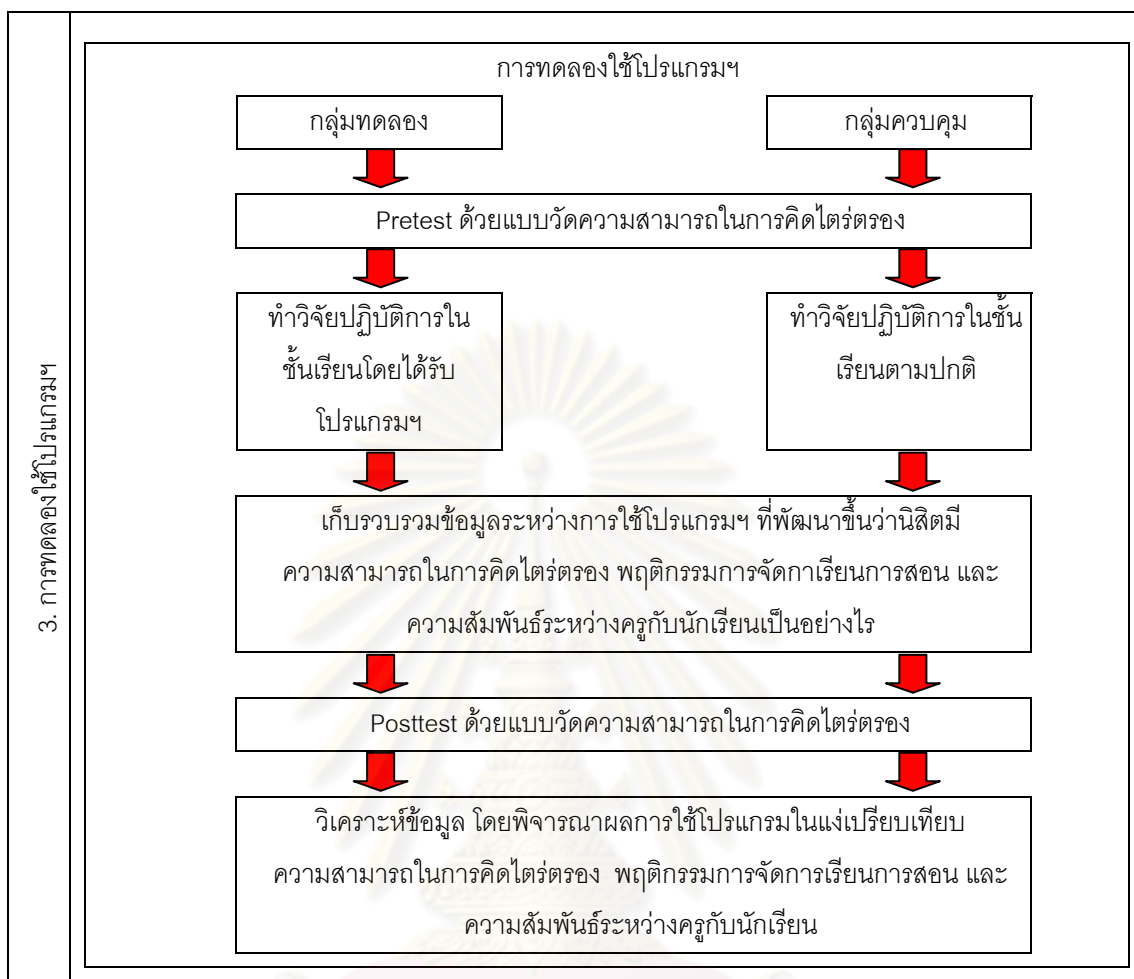 3. การทดลองใช้โปรแกรมฯ
การทดลองใช้โปรแกรมฯ
กลุ่มทดลอง
กลุ่มควบคุม
Pretest ด้วยแบบวัดความสามารถในการคิดไตร่ตรอง
ทำวิจัยปฏิบัติการใน
ชั้นเรียนโดยได้รับ
โปรแกรมฯ
ทำวิจัยปฏิบัติการในชั้น
เรียนตามปกติ
เก็บรวบรวมข้อมูลระหว่างการใช้โปรแกรมฯ ที่พัฒนาขึ้นว่านิสิตมี
ความสามารถในการคิดไตร่ตรอง พฤติกรรมการจัดกาเรียนการสอน และ
ความสัมพันธ์ระหว่างครูกับนักเรียนเป็นอย่างไร
Posttest ด้วยแบบวัดความสามารถในการคิดไตร่ตรอง
วิเคราะห์ข้อมูล โดยพิจารณาผลการใช้โปรแกรมในแง่เปรียบเทียบ
ความสามารถในการคิดไตร่ตรอง พฤติกรรมการจัดการเรียนการสอน และ
ความสัมพันธ์ระหว่างครูกับนักเรียน